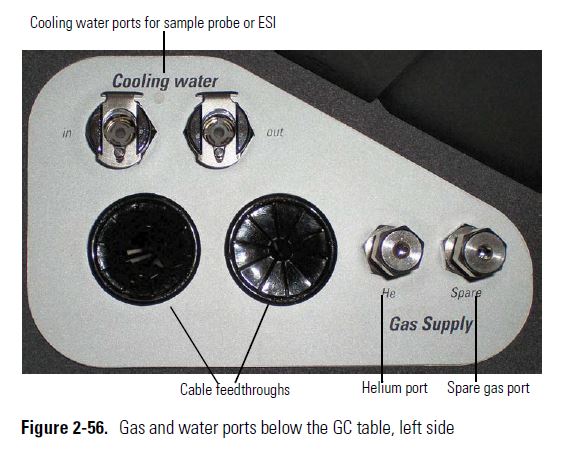 Cooling water ports for sample probe or ESI
Cooling water
in
out
He
Spare
Gas Supply
Cable feedthroughs
Helium port
Spare gas port
Figure 2-56. Gas and water ports below the GC table, left side